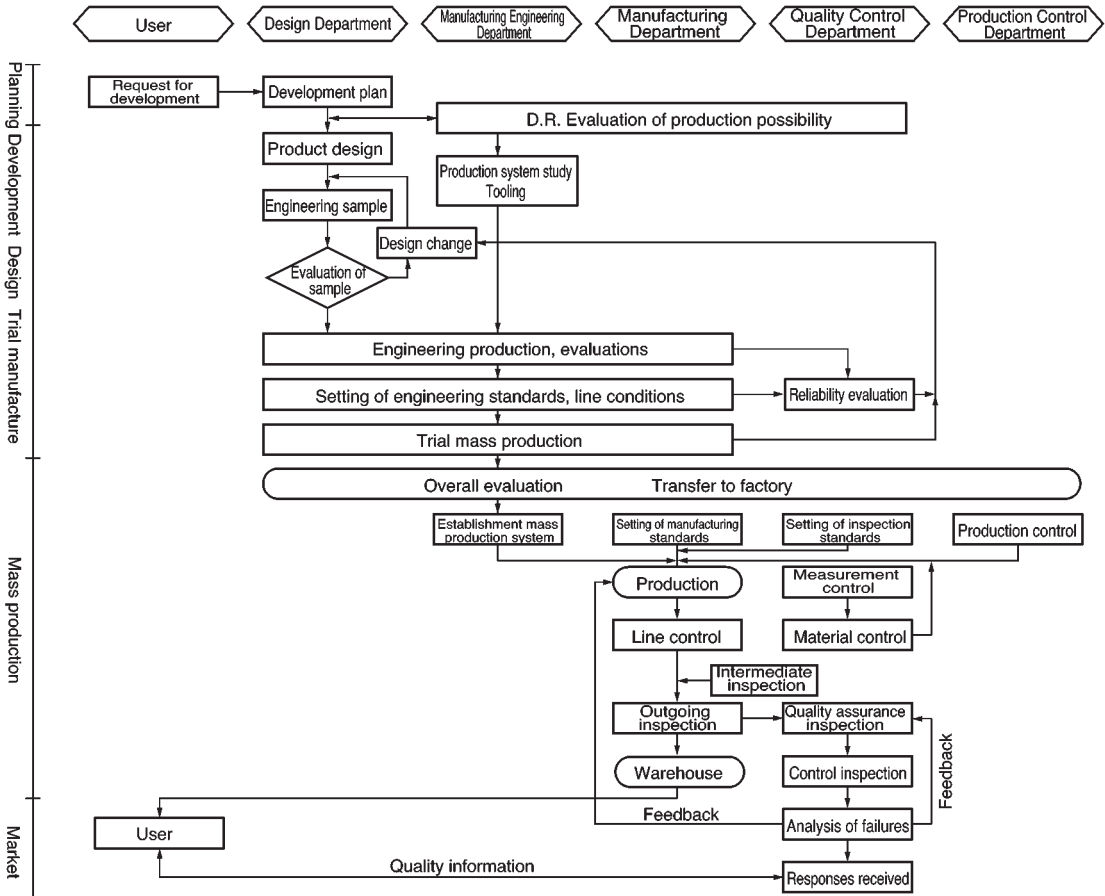 User
Design Department
Manufacturing Engineering
Department
Manufacturing
Department
Quality Control
Department
Production Control
Department
Planning
Development
Design
Trial manufacture
Mass production
Market
Request for
development
Development plan
D.R. Evaluation of production possibility
Product design
Production system study
Tooling
Engineering sample
Design change
Evaluation of
sample
Engineering production, evaluations
Setting of engineering standards, line conditions
Reliability evaluation
Trial mass production
Overall evaluation
Transfer to factory
Establishment mass
production system
Setting of manufacturing
standards
Setting of inspection
standards
Production control
Production
Measurement
control
Line control
Material control
Intermediate
inspection
Outgoing
inspection
Quality assurance
inspection
Feedback
Warehouse
Control inspection
Feedback
User
Analysis of failures
Quality information
Responses received